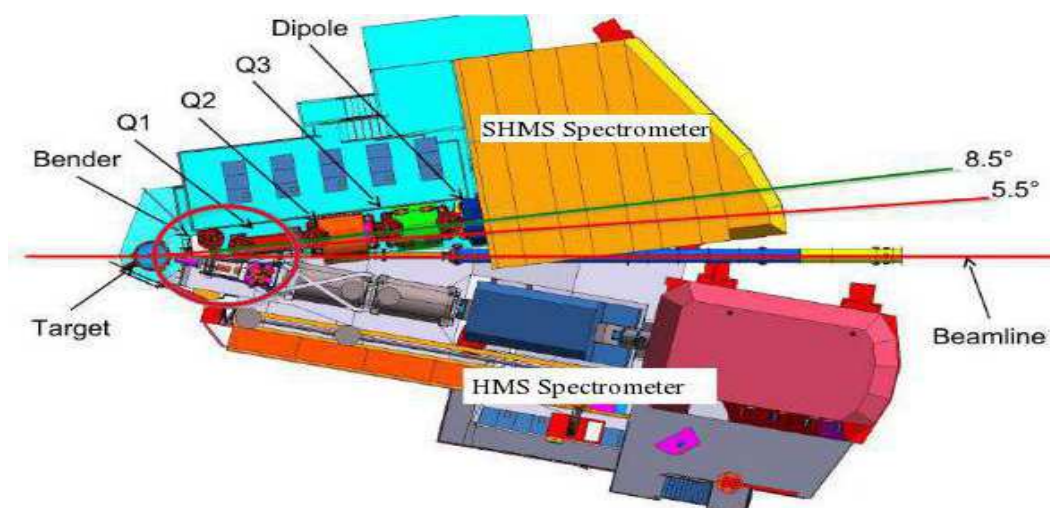 Dipole
Q3
Q2
Q1
Bender
SHMS Spectrometer
8.5°
5.5°
Target
Beamline
HMS Spectrometer